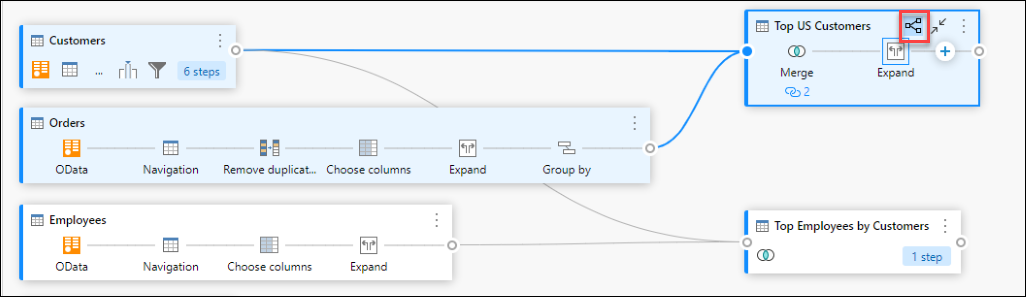 Customers
...
6 steps
Top US Customers
Merge
Expand
2
Orders
OData
Navigation
Remove duplicat...
Choose columns
Expand
Group by
Employees
OData
Navigation
Choose columns
Expand
Top Employees by Customers
1 step